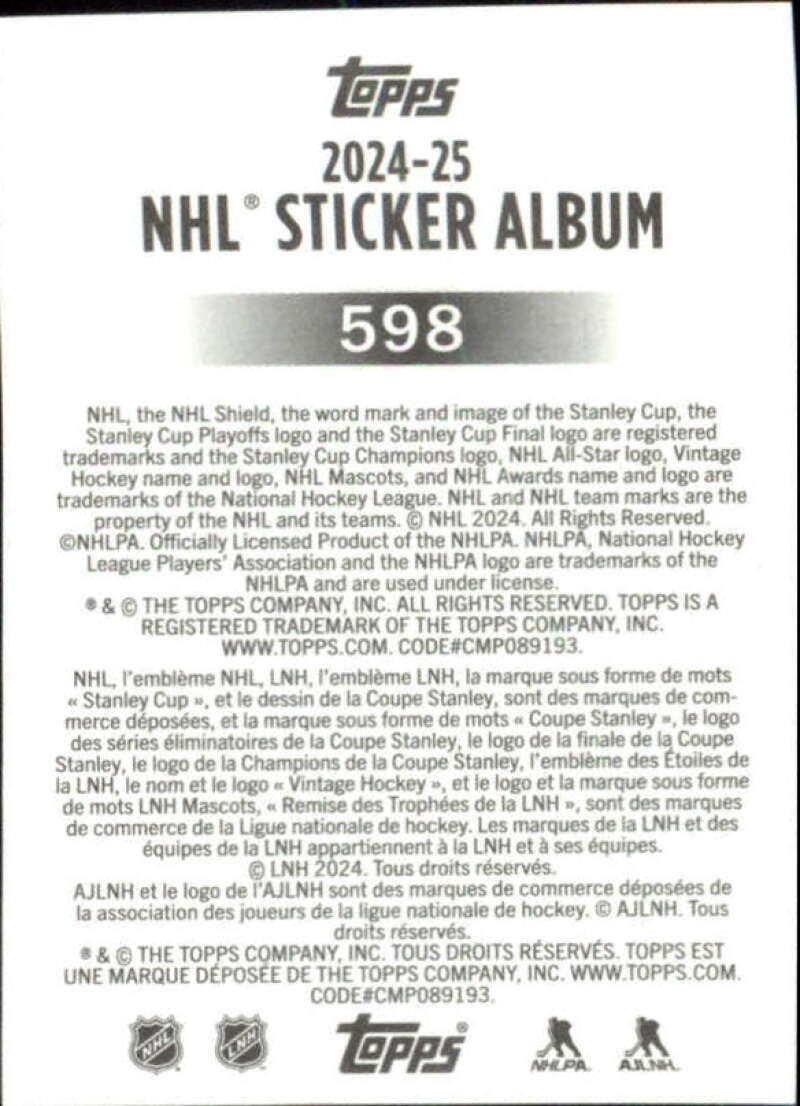 Topps
2024-25
NHL® STICKER ALBUM
598
NHL, the NHL Shield, the word mark and image of the Stanley Cup, the
Stanley Cup Playoffs logo and the Stanley Cup Final logo are registered
trademarks and the Stanley Cup Champions logo, NHL All-Star logo, Vintage
Hockey name and logo, NHL Mascots, and NHL Awards name and logo are
trademarks of the National Hockey League. NHL and NHL team marks are the
property of the NHL and its teams. © NHL 2024. All Rights Reserved.
©NHLPA. Officially Licensed Product of the NHLPA. NHLPA, National Hockey
League Players' Association and the NHLPA logo are trademarks of the
NHLPA and are used under license.
® & © THE TOPPS COMPANY, INC. ALL RIGHTS RESERVED. TOPPS IS A
REGISTERED TRADEMARK OF THE TOPPS COMPANY, INC.
WWW.TOPPS.COM. CODE#CMP089193.
NHL, l'emblème NHL, LNH, l'emblème LNH, la marque sous forme de mots
« Stanley Cup », et le dessin de la Coupe Stanley, sont des marques de com-
merce déposées, et la marque sous forme de mots « Coupe Stanley », le logo
des séries éliminatoires de la Coupe Stanley, le logo de la finale de la Coupe
Stanley, le logo de la Champions de la Coupe Stanley, l'emblème des Étoiles de
la LNH, le nom et le logo « Vintage Hockey », et le logo et la marque sous forme
de mots LNH Mascots, « Remise des Trophées de la LNH », sont des marques
de commerce de la Ligue nationale de hockey. Les marques de la LNH et des
équipes de la LNH appartiennent à la LNH et à ses équipes.
© LNH 2024. Tous droits réservés.
AJLNH et le logo de l'AJLNH sont des marques de commerce déposées de
la association des joueurs de la ligue nationale de hockey. © AJLNH. Tous
droits réservés.
® & © THE TOPPS COMPANY, INC. TOUS DROITS RÉSERVÉS. TOPPS EST
UNE MARQUE DÉPOSÉE DE THE TOPPS COMPANY, INC. WWW.TOPPS.COM.
CODE#CMP089193.
NHL LNH Topps® NHLPA AJLNH